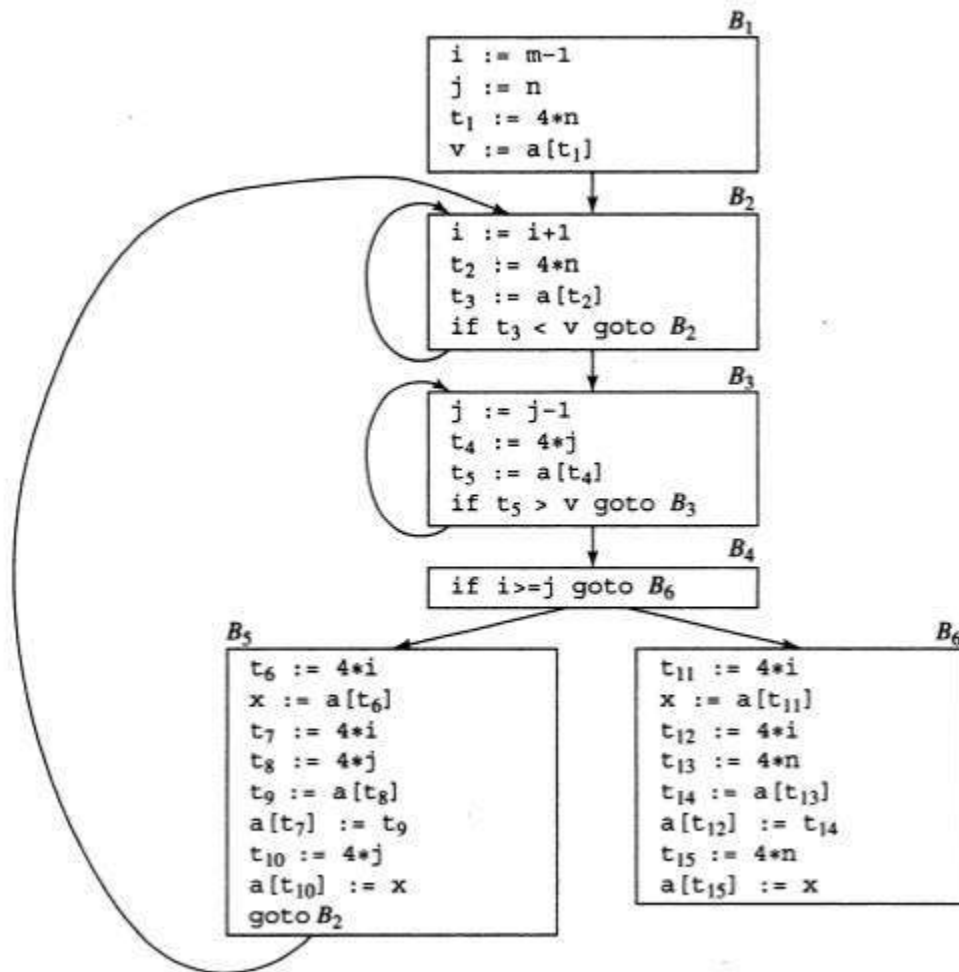 B₁
i := m-1
j := n
t₁ := 4*n
v := a[t₁]
B₂
i := i+1
t₂ := 4*n
t₃ := a[t₂]
if t₃ < v goto B₂
B₃
j := j-1
t₄ := 4*j
t₅ := a[t₄]
if t₅ > v goto B₃
B₄
if i>=j goto B₆
B₅
t₆ := 4*i
x := a[t₆]
t₇ := 4*i
t₈ := 4*j
t₉ := a[t₈]
a[t₇] := t₉
t₁₀ := 4*j
a[t₁₀] := x
goto B₂
B₆
t₁₁ := 4*i
x := a[t₁₁]
t₁₂ := 4*i
t₁₃ := 4*n
t₁₄ := a[t₁₃]
a[t₁₂] := t₁₄
t₁₅ := 4*n
a[t₁₅] := x